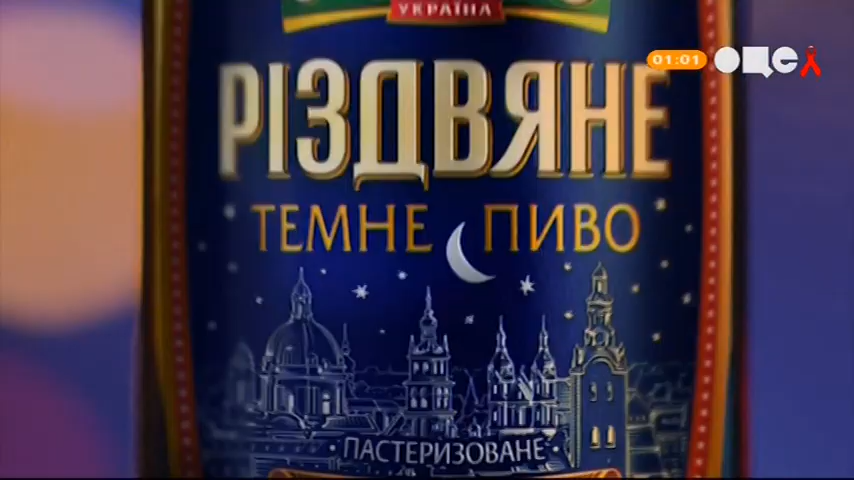 УКРАЇНА
01:01
оце
РІЗДВЯНЕ
ТЕМНЕ ПИВО
ПАСТЕРИЗОВАНЕ